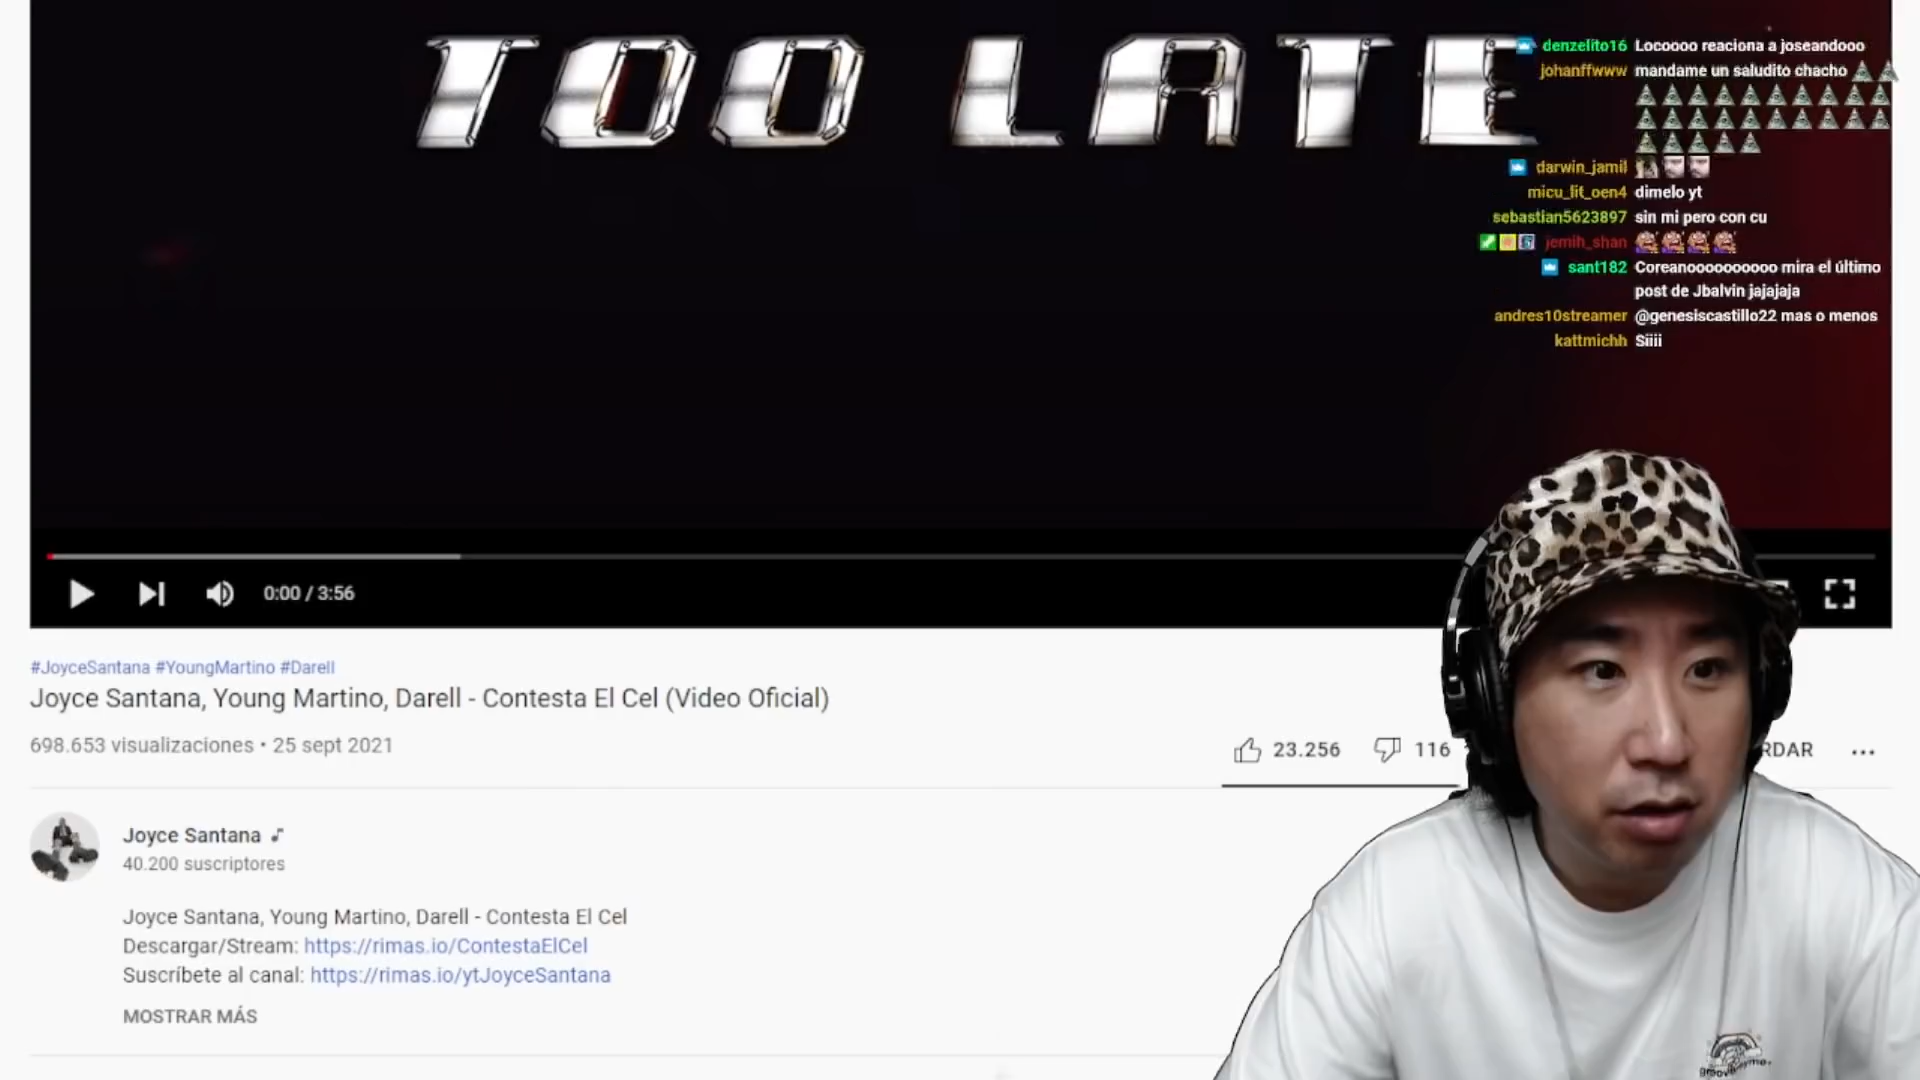 TOO LATE
denzelito16 Locoooo reaciona a joseandooo
johanffwww mandame un saludito chacho
darwin_jamil
micu_lit_oen4 dimelo yt
sebastian5623897 sin mi pero con cu
jemih_shan
sant182 Coreanoooooooooo mira el último
post de Jbalvin jajajaja
andres10streamer @genesiscastillo22 mas o menos
kattmichh Siiii
0:00 / 3:56
#JoyceSantana #YoungMartino #Darell
Joyce Santana, Young Martino, Darell - Contesta El Cel (Video Oficial)
698.653 visualizaciones • 25 sept 2021
23.256 116 RDAR
Joyce Santana
40.200 suscriptores
Joyce Santana, Young Martino, Darell - Contesta El Cel
Descargar/Stream: https://rimas.io/ContestaElCel
Suscríbete al canal: https://rimas.io/ytJoyceSantana
MOSTRAR MÁS